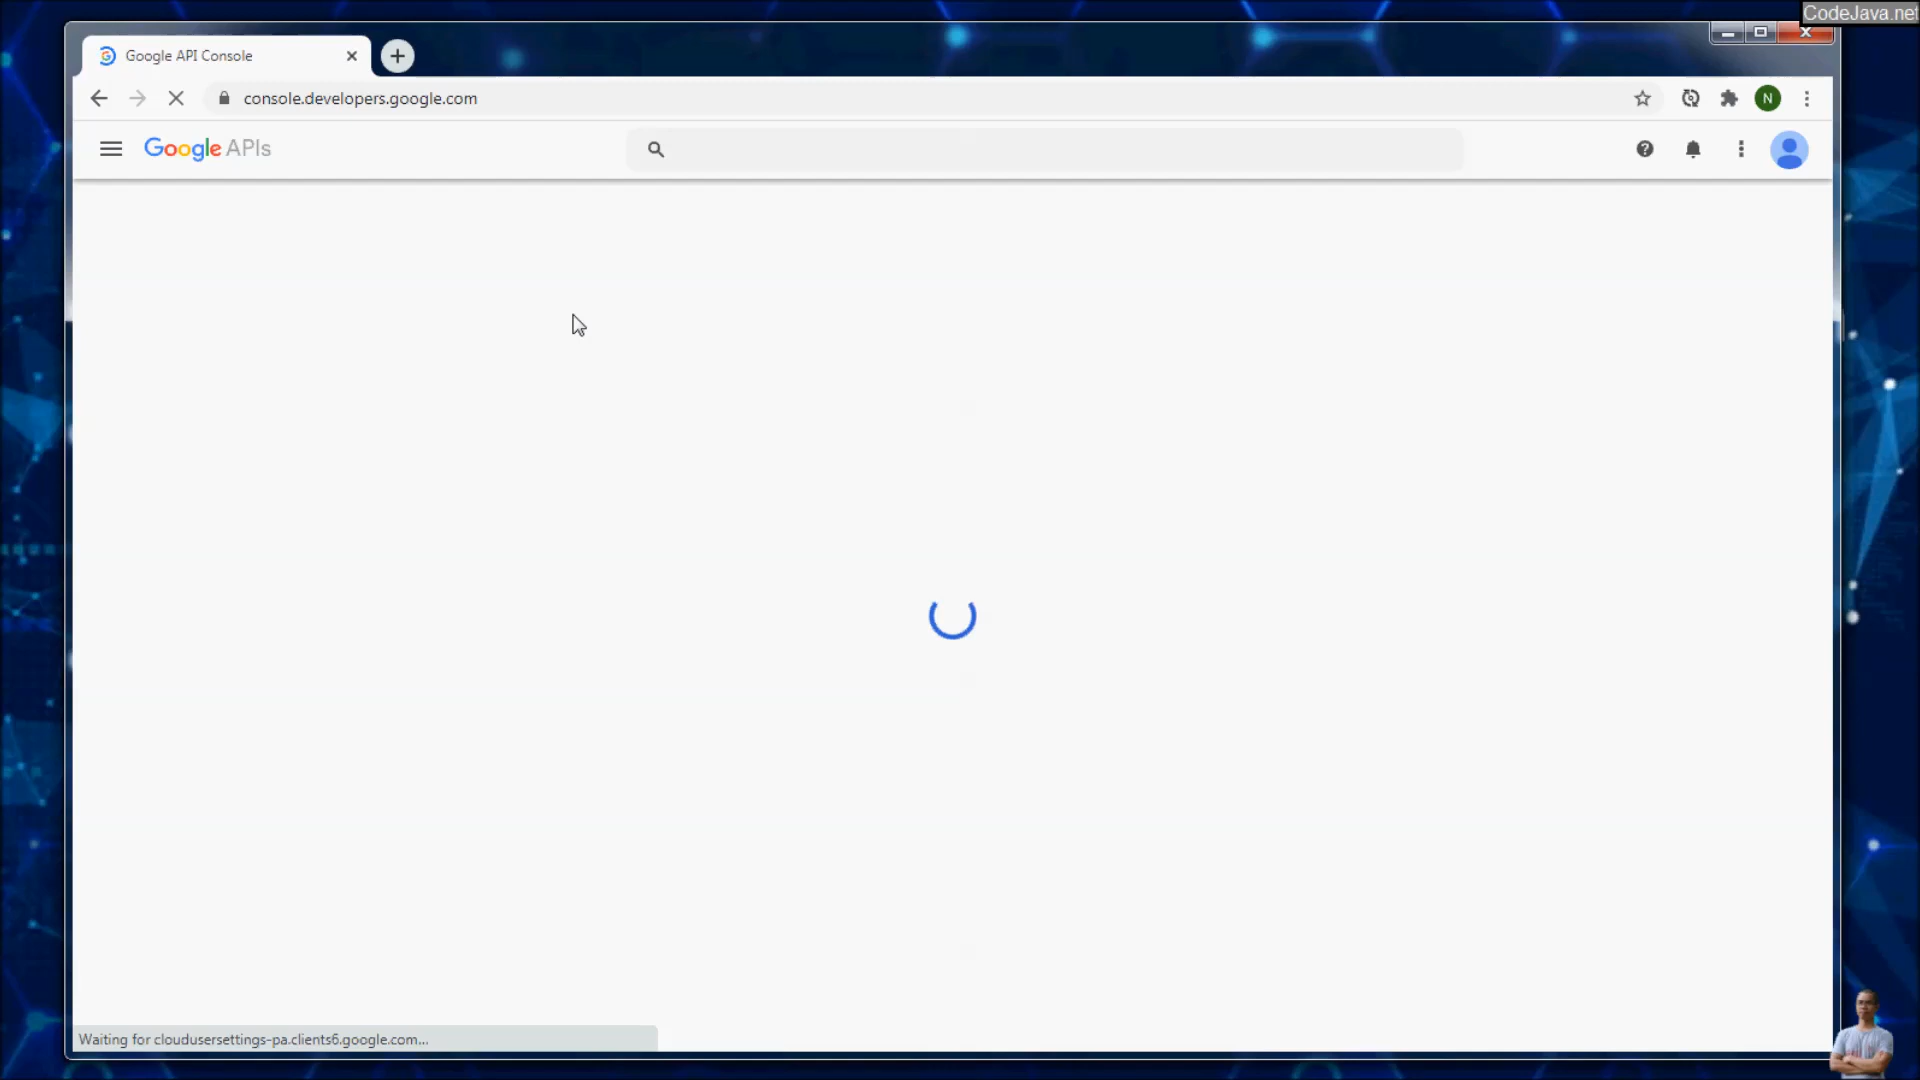 CodeJava.net
Google API Console
console.developers.google.com
N
Google APIs
Waiting for cloudusersettings-pa.clients6.google.com...